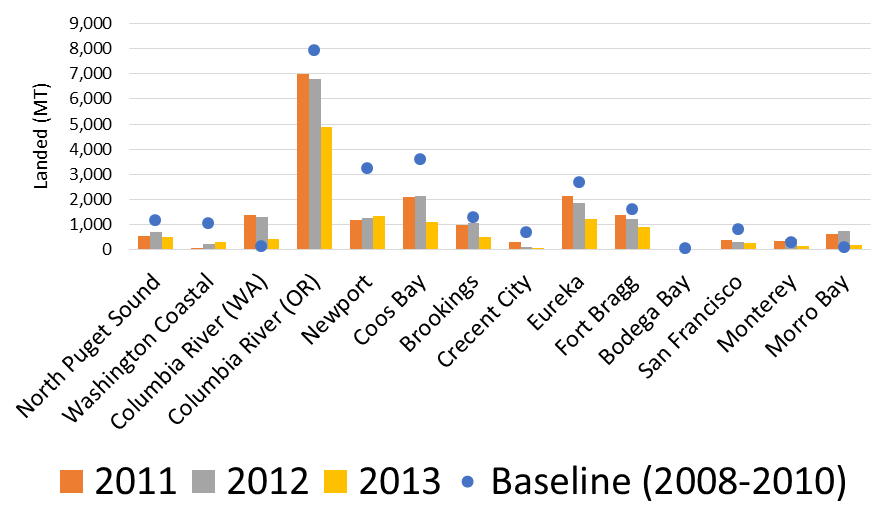 9,000
8,000
7,000
6,000
5,000
4,000
3,000
2,000
1,000
0
Landed (MT)
North Puget Sound
Washington Coastal
Columbia River (WA)
Columbia River (OR)
Newport
Coos Bay
Brookings
Crecent City
Eureka
Fort Bragg
Bodega Bay
San Francisco
Monterey
Morro Bay
2011 2012 2013 Baseline (2008-2010)